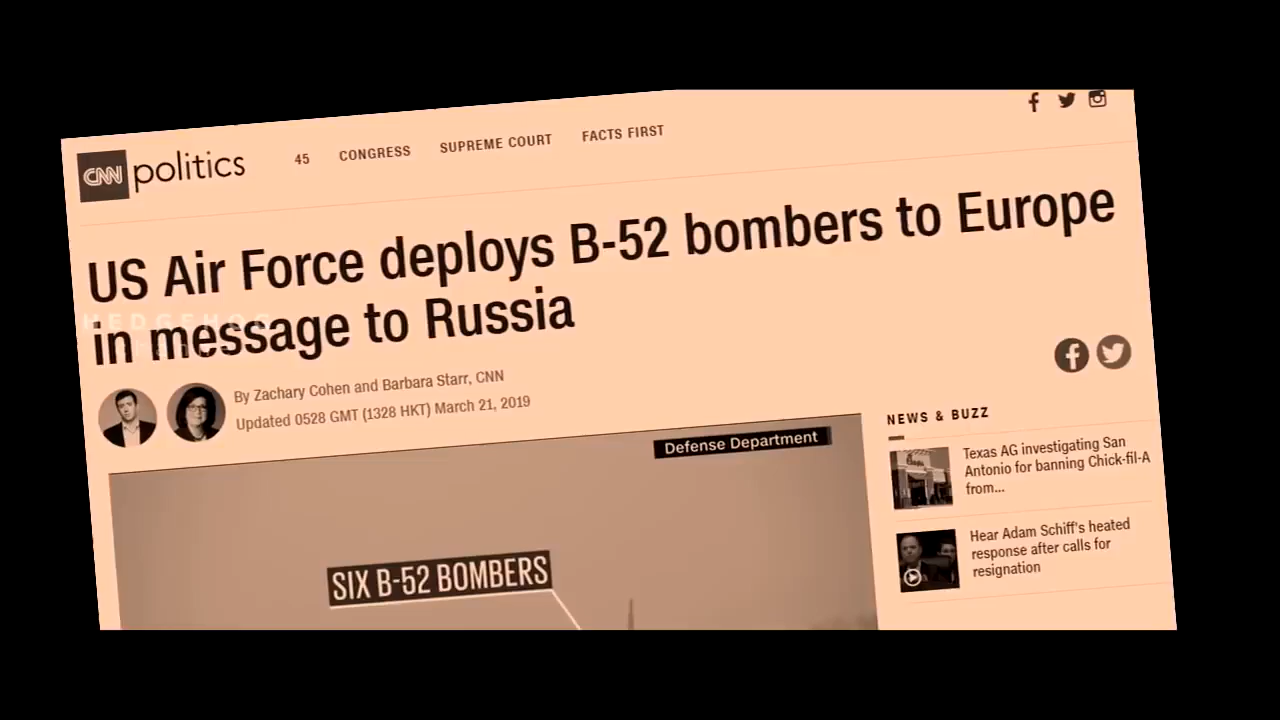 CNN politics
45 CONGRESS SUPREME COURT FACTS FIRST
US Air Force deploys B-52 bombers to Europe
in message to Russia
HEDGEHOG
By Zachary Cohen and Barbara Starr, CNN
Updated 0528 GMT (1328 HKT) March 21, 2019
Defense Department
SIX B-52 BOMBERS
NEWS & BUZZ
Texas AG investigating San
Antonio for banning Chick-fil-A
from...
Hear Adam Schiff's heated
response after calls for
resignation